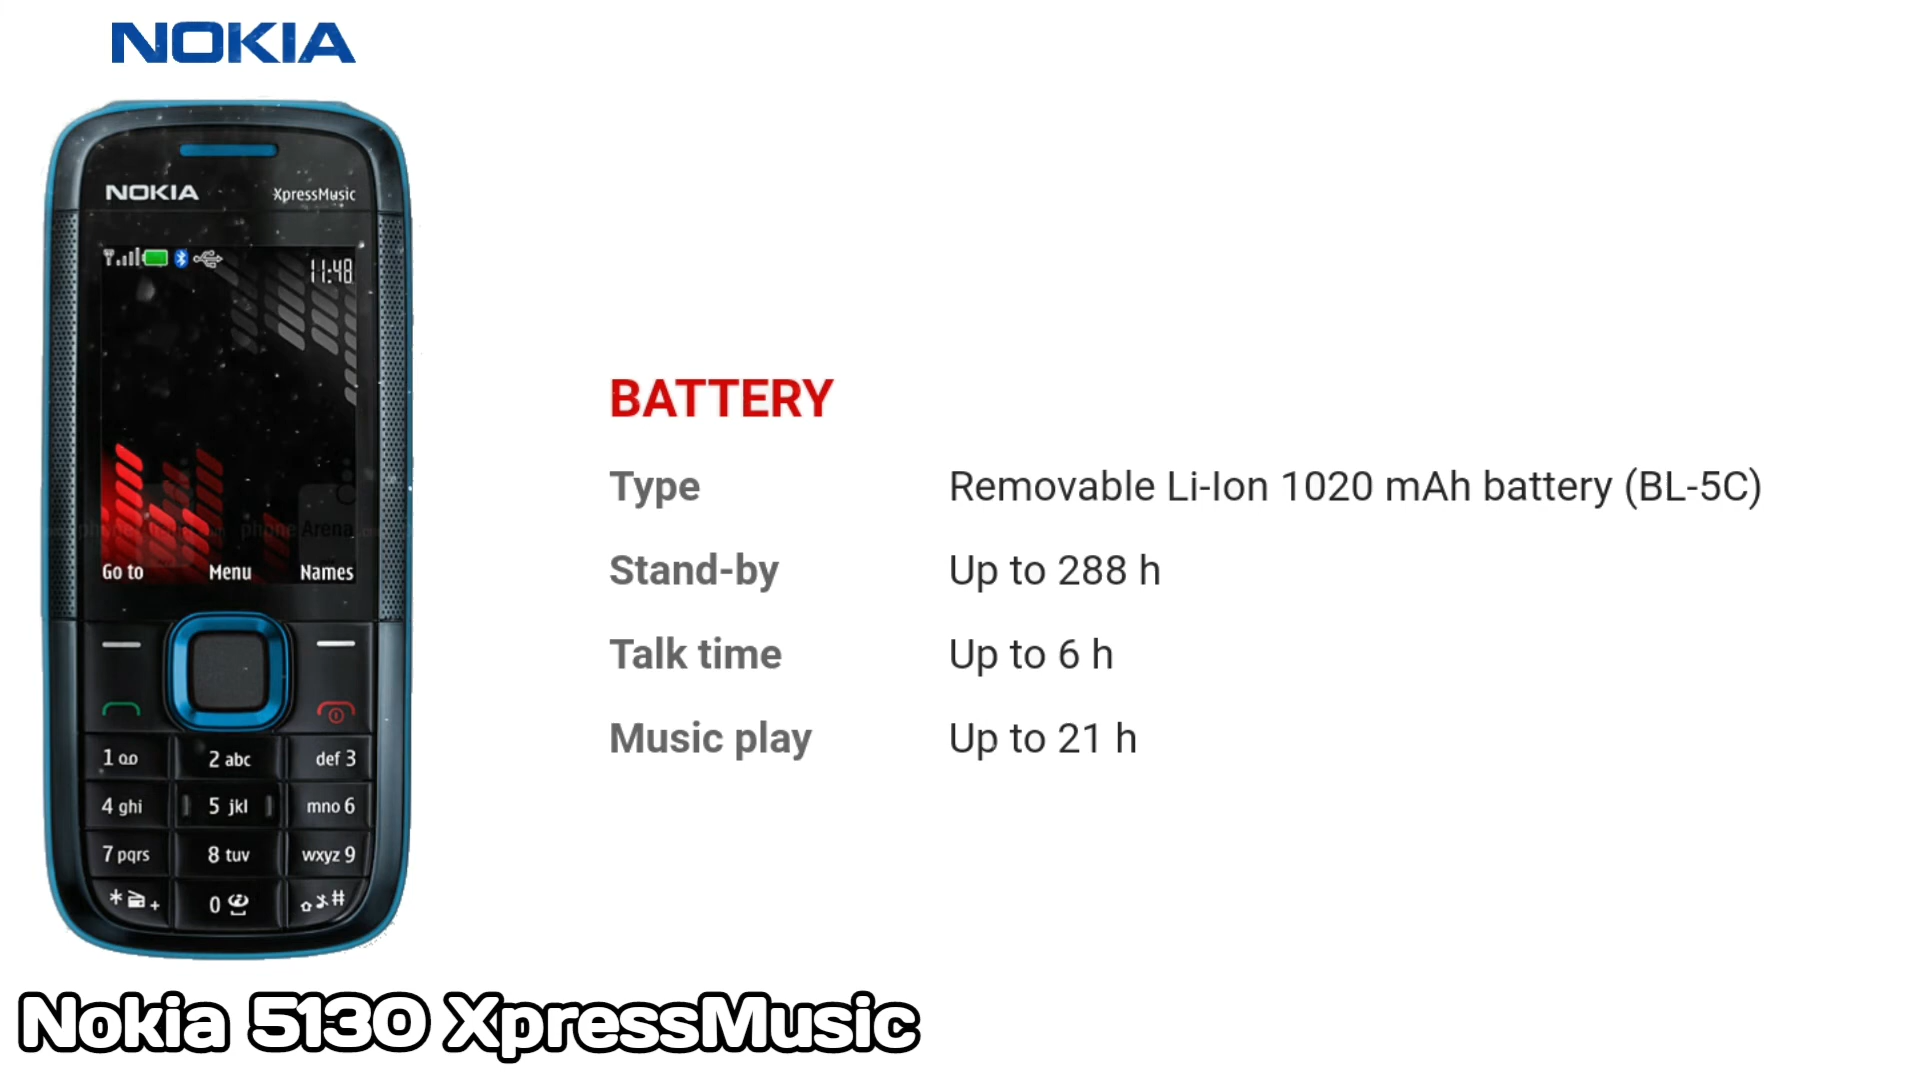 NOKIA
NOKIA XpressMusic
11:48
phone Arena
Go to Menu Names
1 2 abc def 3
4 ghi 5 jkl mno 6
7 pqrs 8 tuv wxyz 9
* + 0 #
BATTERY
Type Removable Li-Ion 1020 mAh battery (BL-5C)
Stand-by Up to 288 h
Talk time Up to 6 h
Music play Up to 21 h
Nokia 5130 XpressMusic